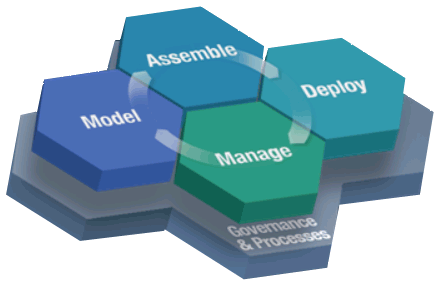 Assemble
Deploy
Model
Manage
Governance
& Processes